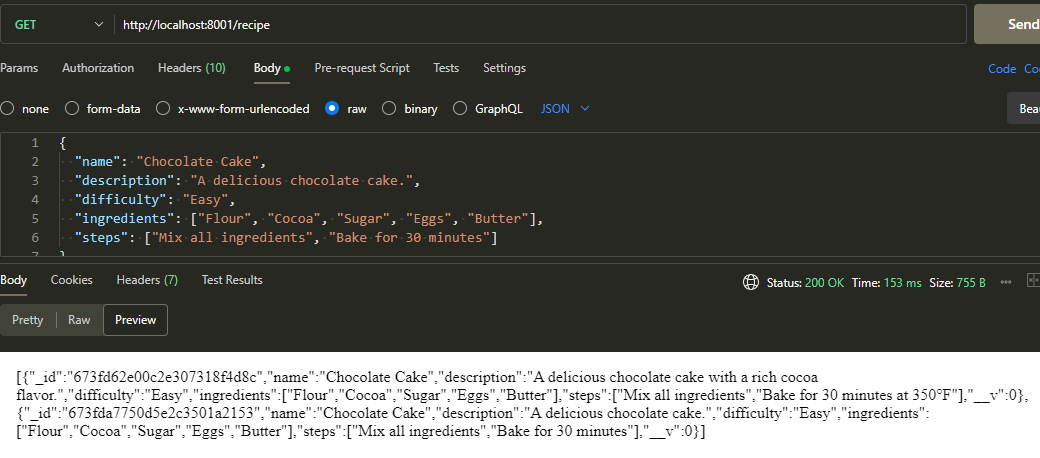 GET http://localhost:8001/recipe Send
Params Authorization Headers (10) Body Pre-request Script Tests Settings Code
none form-data x-www-form-urlencoded raw binary GraphQL JSON
1 {
2 "name": "Chocolate Cake",
3 "description": "A delicious chocolate cake.",
4 "difficulty": "Easy",
5 "ingredients": ["Flour", "Cocoa", "Sugar", "Eggs", "Butter"],
6 "steps": ["Mix all ingredients", "Bake for 30 minutes"]
7 }
Body Cookies Headers (7) Test Results Status: 200 OK Time: 153 ms Size: 755 B
Pretty Raw Preview
[{"_id":"673fd62e00c2e307318f4d8c","name":"Chocolate Cake","description":"A delicious chocolate cake with a rich cocoa
flavor.","difficulty":"Easy","ingredients":["Flour","Cocoa","Sugar","Eggs","Butter"],"steps":["Mix all ingredients","Bake for 30 minutes at 350°F"],"__v":0},
{"_id":"673fda7750d5e2c3501a2153","name":"Chocolate Cake","description":"A delicious chocolate cake.","difficulty":"Easy","ingredients":
["Flour","Cocoa","Sugar","Eggs","Butter"],"steps":["Mix all ingredients","Bake for 30 minutes"],"__v":0}]